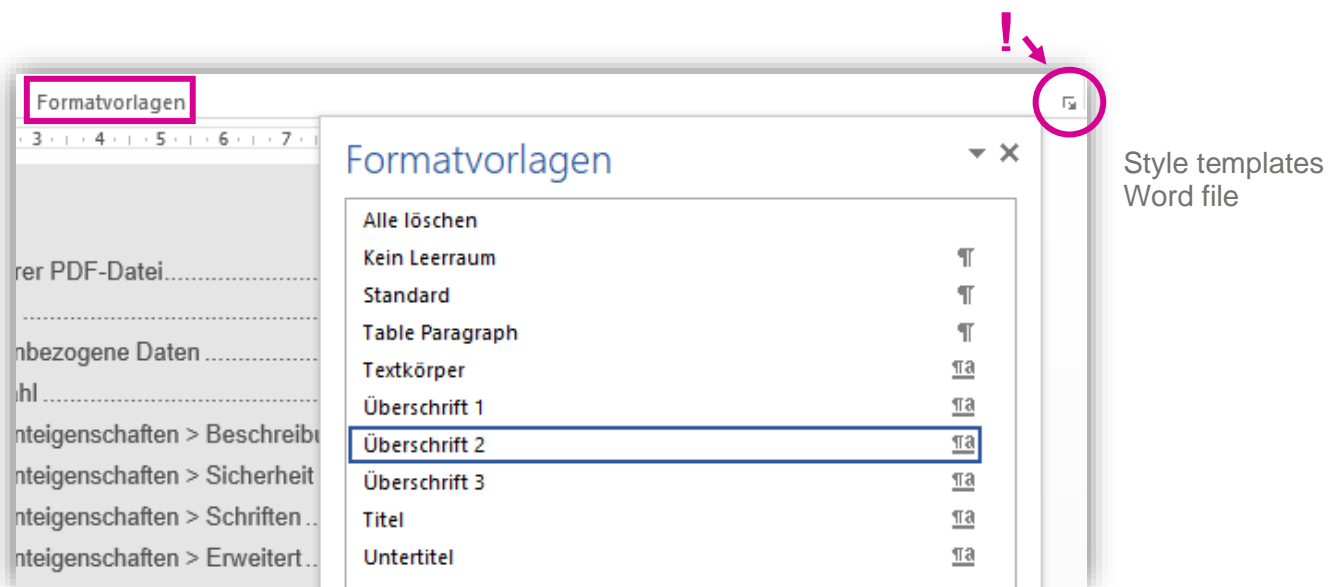 !
Formatvorlagen
3 4 5 6 7
Formatvorlagen
Style templates
Word file
Alle löschen
Kein Leerraum ¶
Standard ¶
Table Paragraph ¶
Textkörper ¶a
Überschrift 1 ¶a
Überschrift 2 ¶a
Überschrift 3 ¶a
Titel ¶a
Untertitel ¶a
rer PDF-Datei
nbezogene Daten
hl
nteigenschaften > Beschreibu
nteigenschaften > Sicherheit
nteigenschaften > Schriften
nteigenschaften > Erweitert